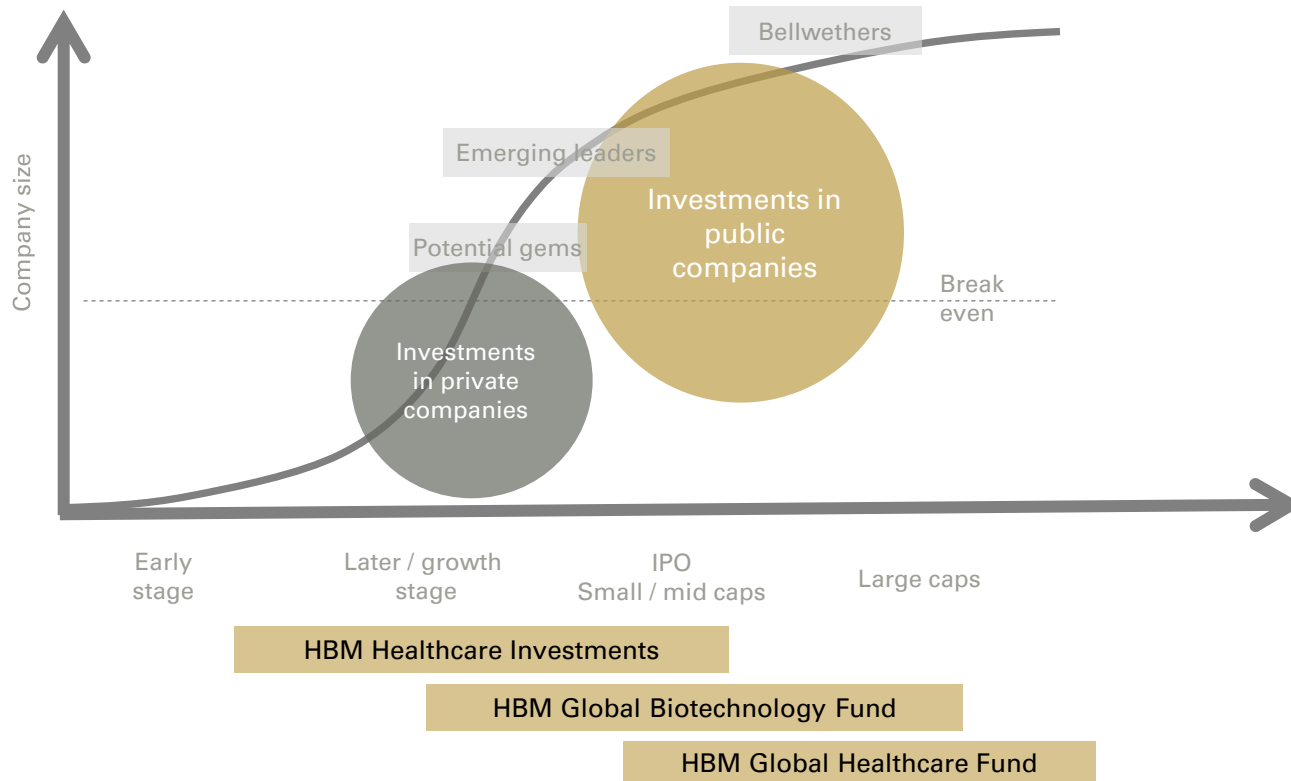 Bellwethers
Emerging leaders
Potential gems
Company size
Investments in
public
companies
Break
even
Investments
in private
companies
Early
stage
Later / growth
stage
IPO
Small / mid caps
Large caps
HBM Healthcare Investments
HBM Global Biotechnology Fund
HBM Global Healthcare Fund